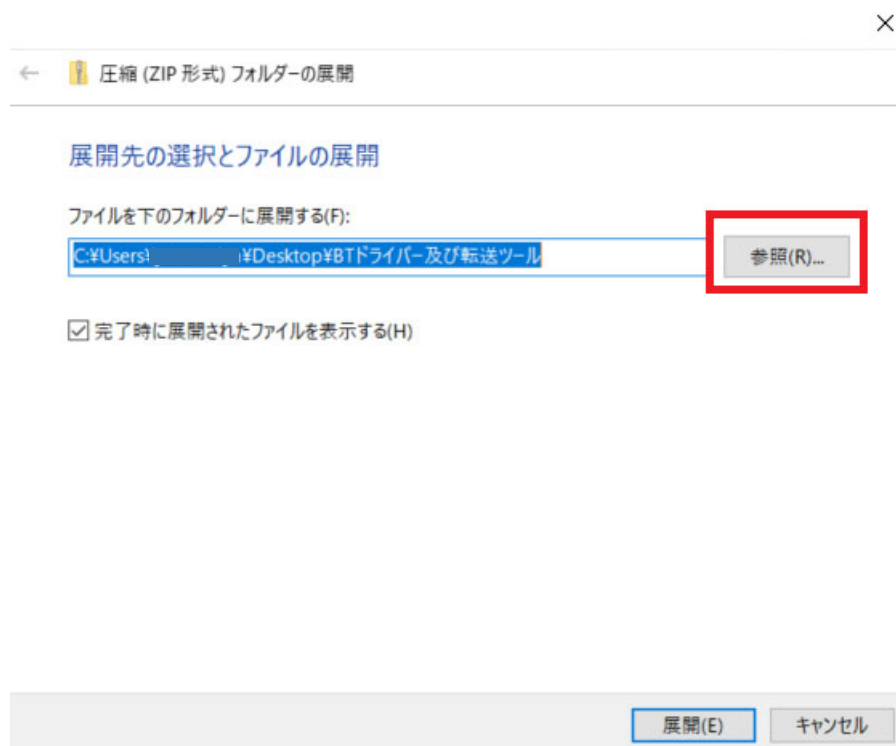 圧縮 (ZIP 形式) フォルダーの展開
展開先の選択とファイルの展開
ファイルを下のフォルダーに展開する(F):
C:¥Users¥ ¥Desktop¥BTドライバー及び転送ツール
参照(R)...
完了時に展開されたファイルを表示する(H)
展開(E)
キャンセル